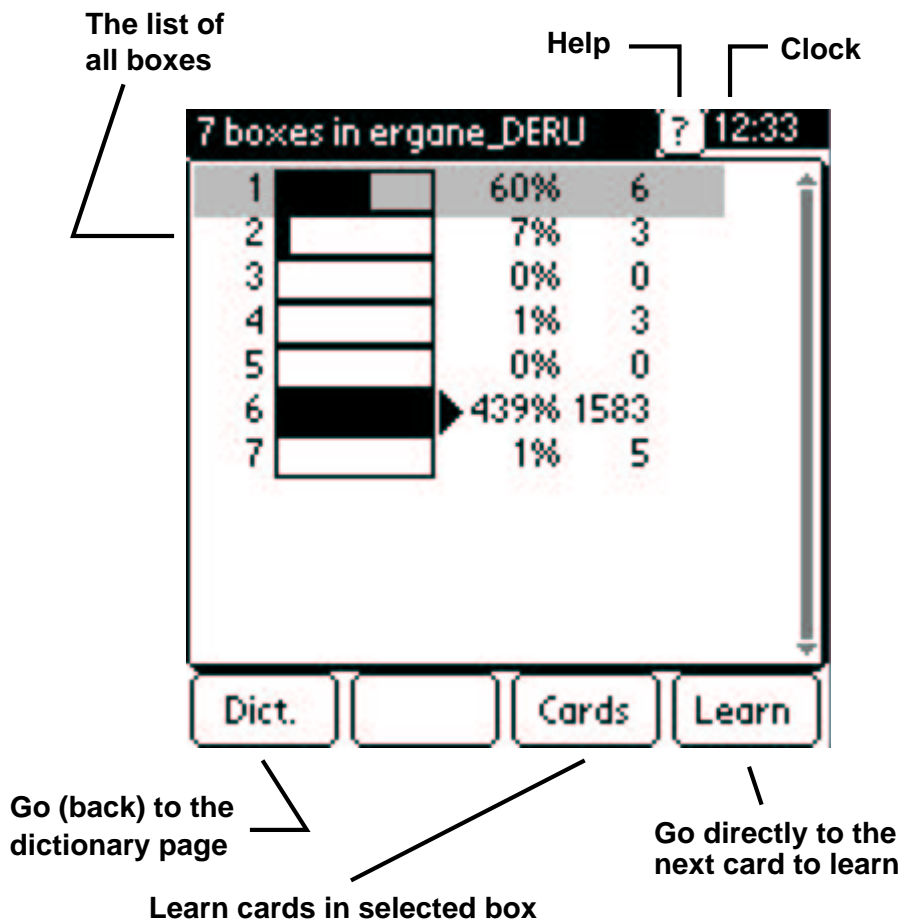 The list of
all boxes
Help
Clock
7 boxes in ergane_DERU ? 12:33
1 60% 6
2 7% 3
3 0% 0
4 1% 3
5 0% 0
6 439% 1583
7 1% 5
Dict. Cards Learn
Go (back) to the
dictionary page
Go directly to the
next card to learn
Learn cards in selected box